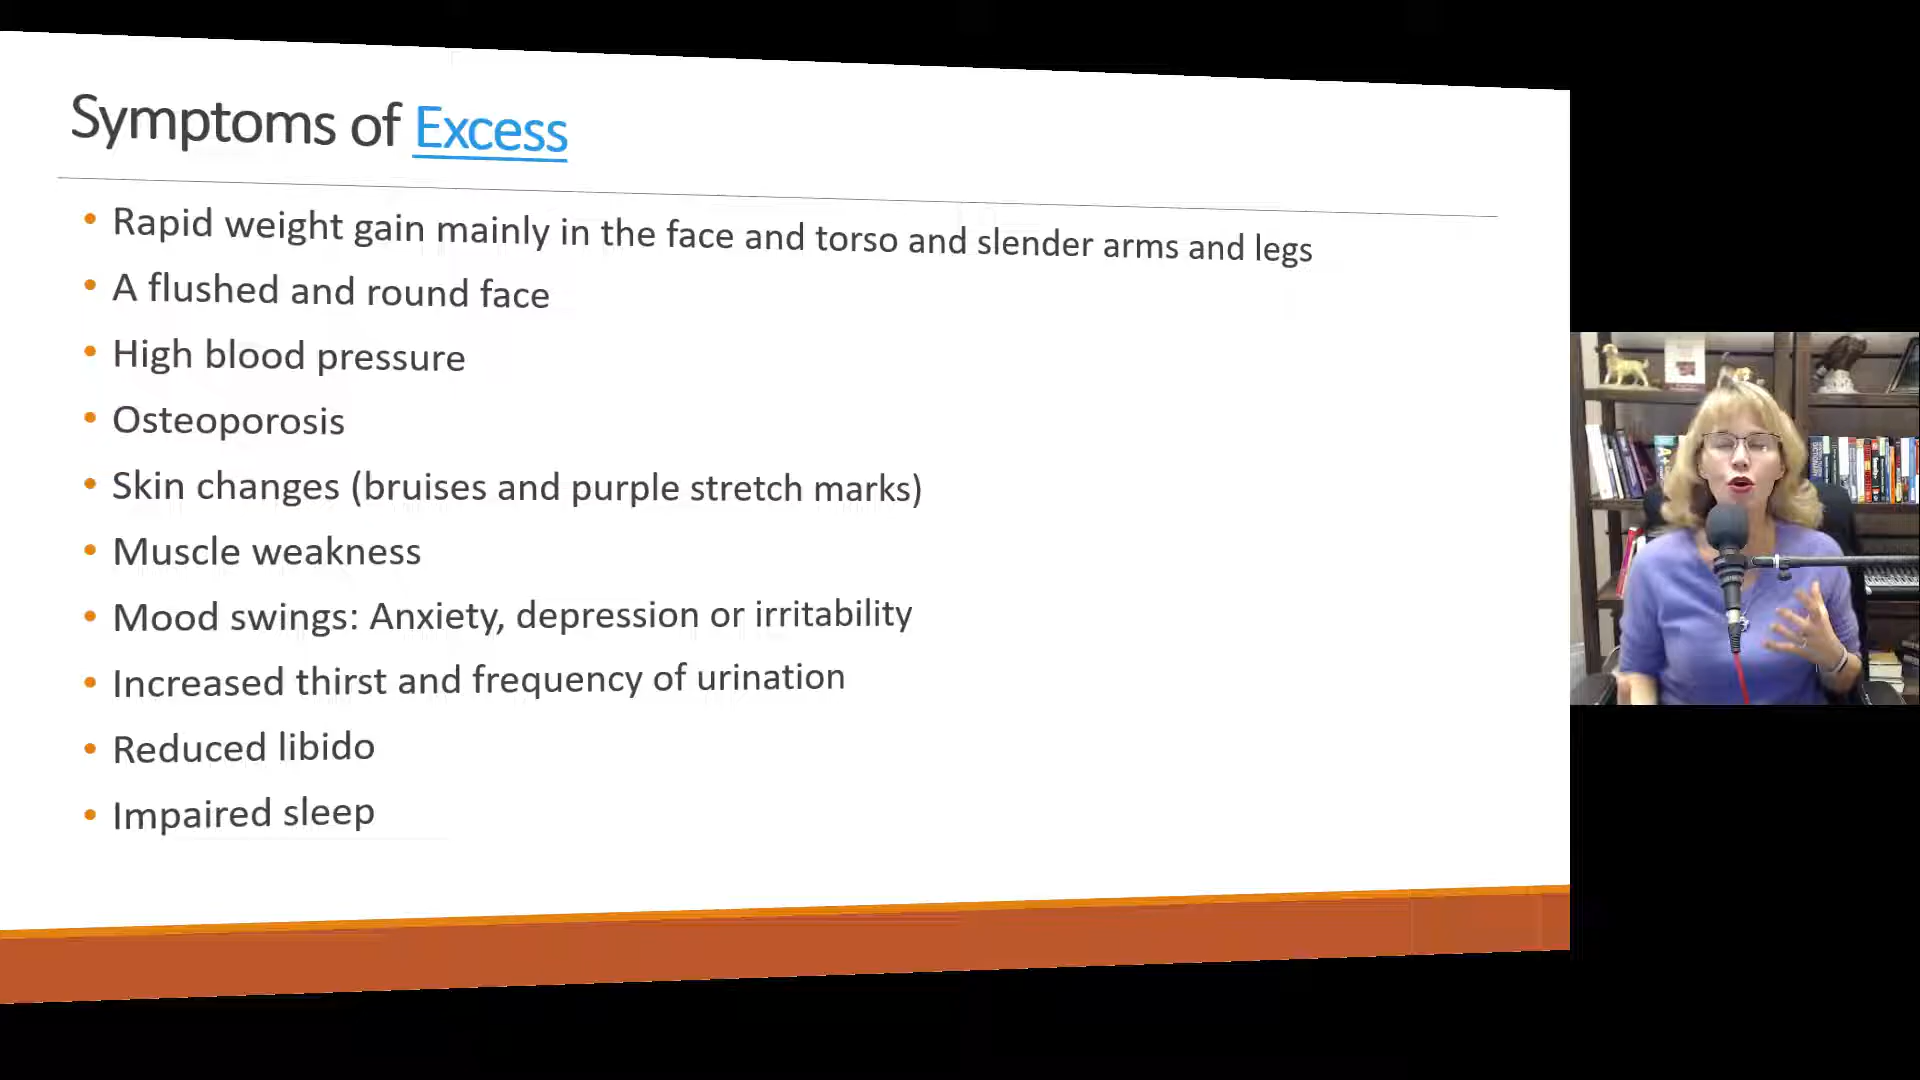 Symptoms of Excess
• Rapid weight gain mainly in the face and torso and slender arms and legs
• A flushed and round face
• High blood pressure
• Osteoporosis
• Skin changes (bruises and purple stretch marks)
• Muscle weakness
• Mood swings: Anxiety, depression or irritability
• Increased thirst and frequency of urination
• Reduced libido
• Impaired sleep